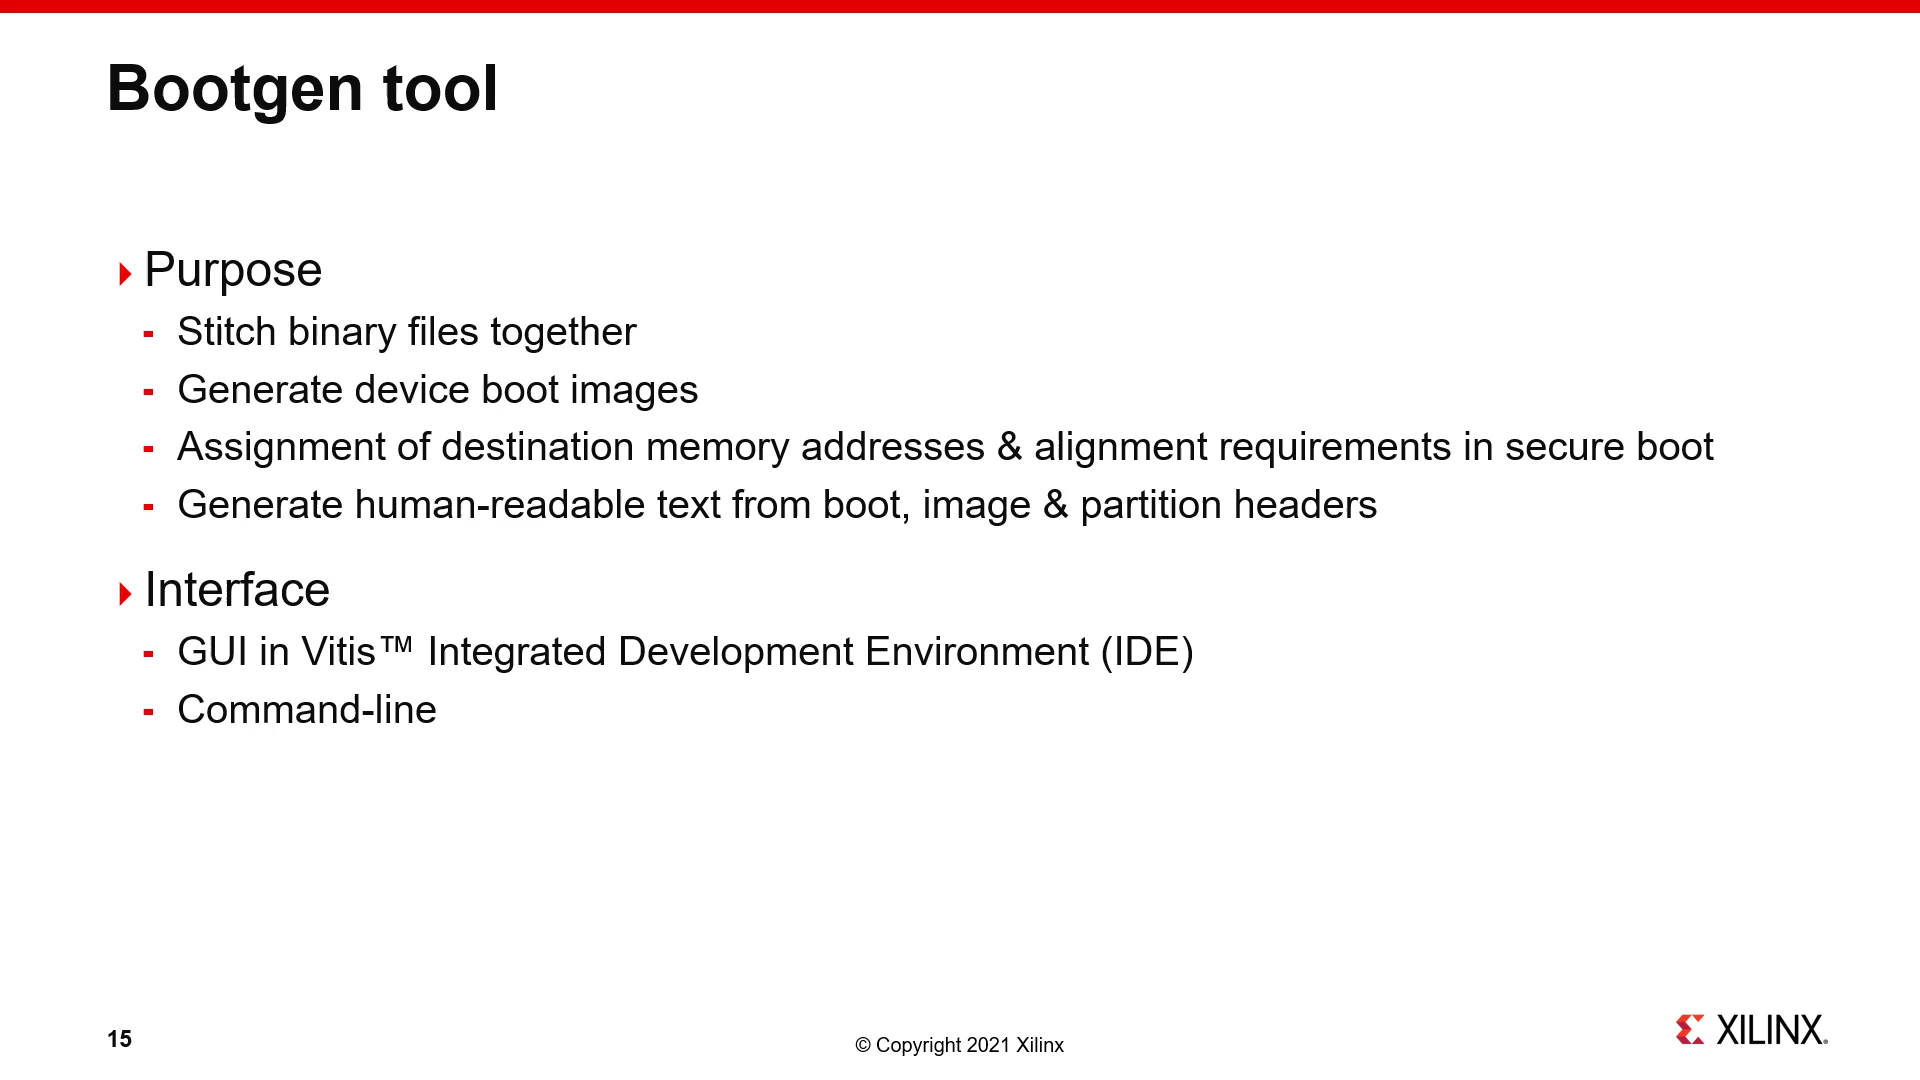 Bootgen tool
Purpose
- Stitch binary files together
- Generate device boot images
- Assignment of destination memory addresses & alignment requirements in secure boot
- Generate human-readable text from boot, image & partition headers
Interface
- GUI in Vitis™ Integrated Development Environment (IDE)
- Command-line
15
© Copyright 2021 Xilinx
XILINX®